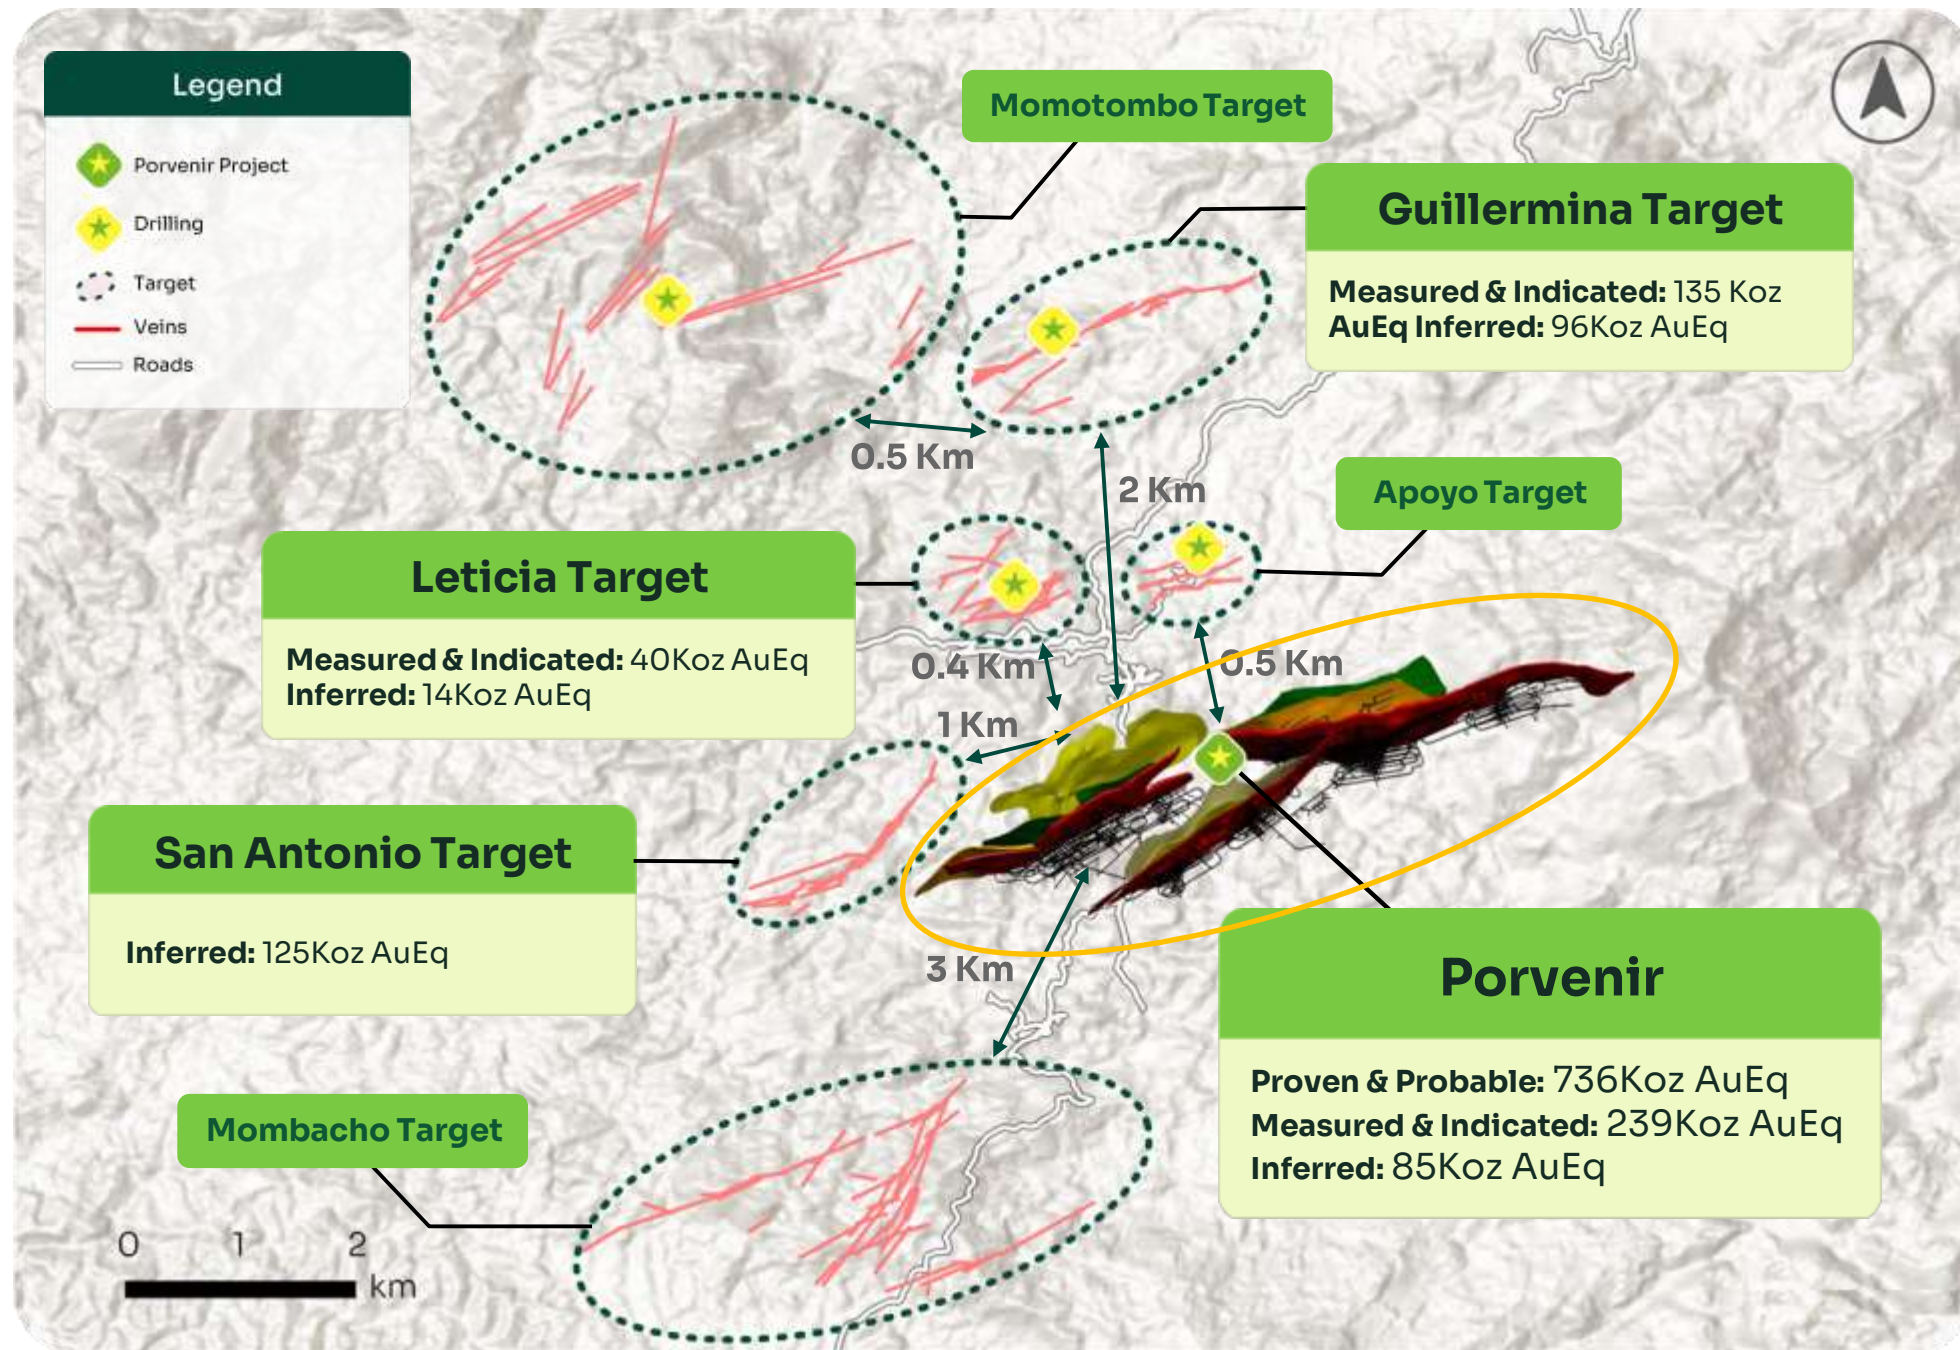 Legend
Porvenir Project
Drilling
Target
Veins
Roads
Momotombo Target
Guillermina Target
Measured & Indicated: 135 Koz
AuEq Inferred: 96Koz AuEq
0.5 Km
2 Km
Apoyo Target
Leticia Target
Measured & Indicated: 40Koz AuEq
Inferred: 14Koz AuEq
0.4 Km
0.5 Km
1 Km
San Antonio Target
Inferred: 125Koz AuEq
3 Km
Porvenir
Proven & Probable: 736Koz AuEq
Measured & Indicated: 239Koz AuEq
Inferred: 85Koz AuEq
Mombacho Target
0 1 2
km